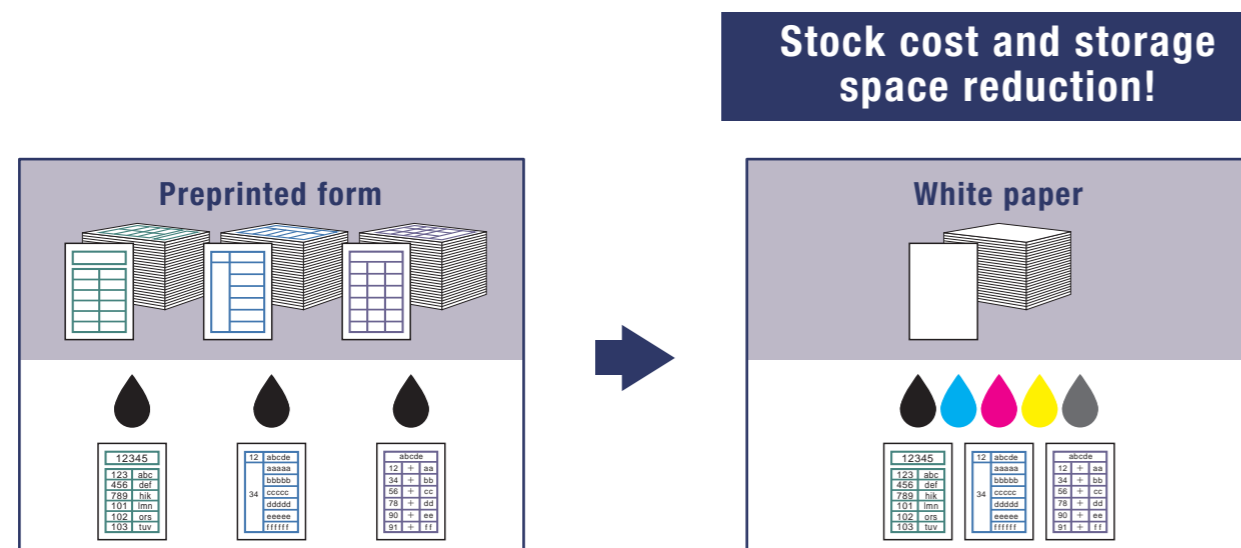 Stock cost and storage
space reduction!
Preprinted form
12345
123 abc
456 def
789 hik
101 lmn
102 ors
103 tuv
12 abcde
34
aaaaa
bbbbb
ccccc
ddddd
eeeee
ffffff
abcde
12 + aa
34 + bb
56 + cc
78 + dd
90 + ee
91 + ff
White paper
12345
123 abc
456 def
789 hik
101 lmn
102 ors
103 tuv
12 abcde
34
aaaaa
bbbbb
ccccc
ddddd
eeeee
ffffff
abcde
12 + aa
34 + bb
56 + cc
78 + dd
90 + ee
91 + ff